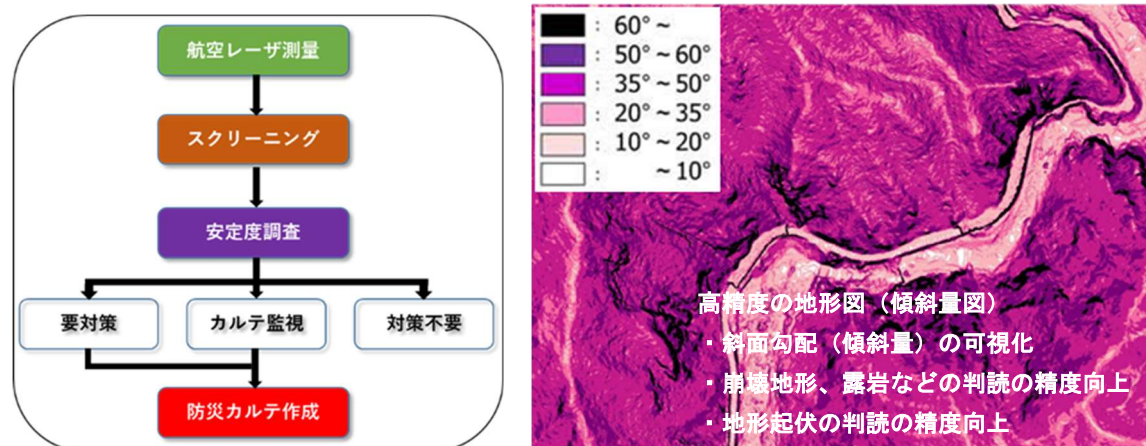 航空レーザ測量
スクリーニング
安定度調査
要対策
カルテ監視
対策不要
防災カルテ作成
: 60° ~
: 50° ~ 60°
: 35° ~ 50°
: 20° ~ 35°
: 10° ~ 20°
: ~ 10°
高精度の地形図（傾斜量図）
・斜面勾配（傾斜量）の可視化
・崩壊地形、露岩などの判読の精度向上
・地形起伏の判読の精度向上